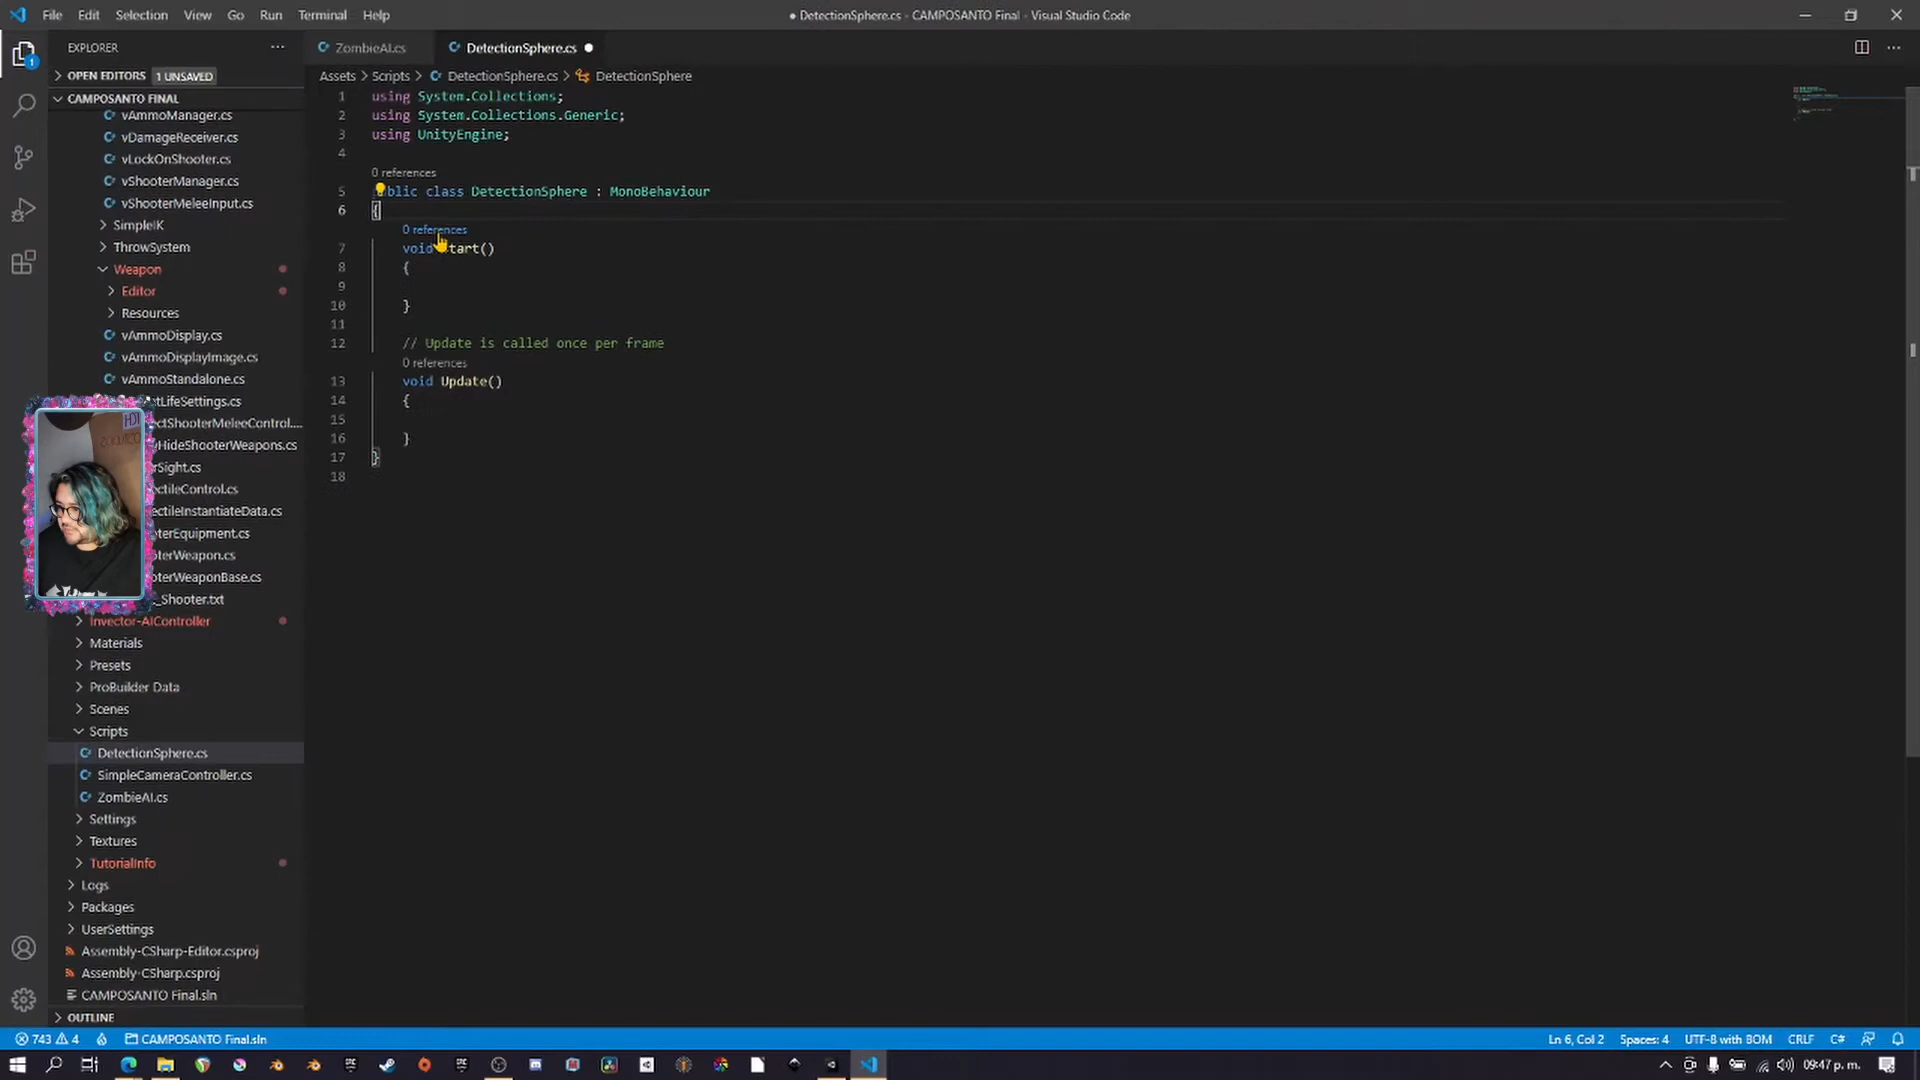 File Edit Selection View Go Run Terminal Help
● DetectionSphere.cs - CAMPOSANTO Final - Visual Studio Code
EXPLORER
OPEN EDITORS 1 UNSAVED
CAMPOSANTO FINAL
vAmmoManager.cs
vDamageReceiver.cs
vLockOnShooter.cs
vShooterManager.cs
vShooterMeleeInput.cs
SimpleIK
ThrowSystem
Weapon
Editor
Resources
vAmmoDisplay.cs
vAmmoDisplayImage.cs
vAmmoStandalone.cs
tLifeSettings.cs
ectShooterMeleeControl....
HideShooterWeapons.cs
rSight.cs
ectileControl.cs
ectileInstantiateData.cs
terEquipment.cs
oterWeapon.cs
oterWeaponBase.cs
_Shooter.txt
Invector-AIController
Materials
Presets
ProBuilder Data
Scenes
Scripts
DetectionSphere.cs
SimpleCameraController.cs
ZombieAI.cs
Settings
Textures
TutorialInfo
Logs
Packages
UserSettings
Assembly-CSharp-Editor.csproj
Assembly-CSharp.csproj
CAMPOSANTO Final.sln
OUTLINE
ZombieAI.cs DetectionSphere.cs
Assets > Scripts > DetectionSphere.cs > DetectionSphere
1 using System.Collections;
2 using System.Collections.Generic;
3 using UnityEngine;
4
0 references
5 blic class DetectionSphere : MonoBehaviour
6 {
0 references
7 void tart()
8 {
9
10 }
11
12 // Update is called once per frame
0 references
13 void Update()
14 {
15
16 }
17 }
18
743 4 CAMPOSANTO Final.sln
Ln 6, Col 2 Spaces: 4 UTF-8 with BOM CRLF C#
09:47 p. m.